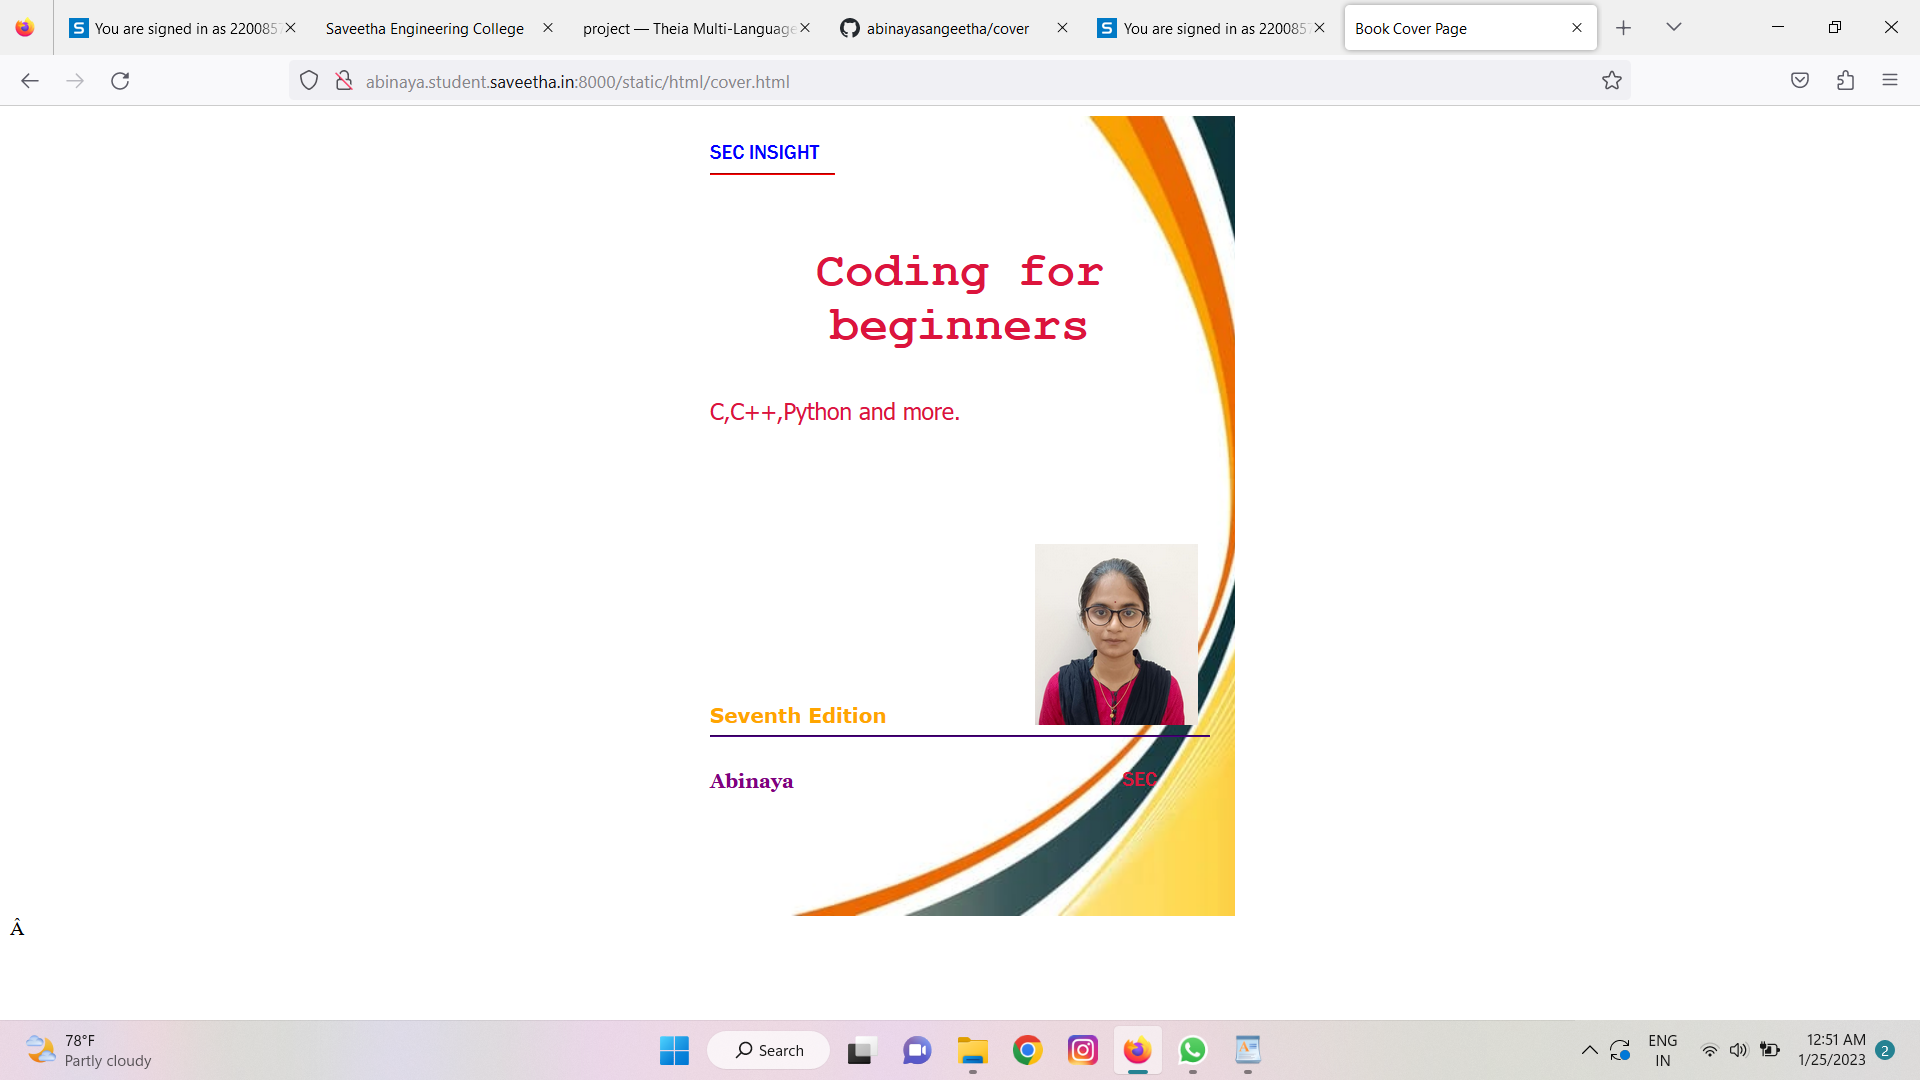 You are signed in as 220085
Saveetha Engineering College
project — Theia Multi-Language
abinayasangeetha/cover
You are signed in as 220085
Book Cover Page
abinaya.student.saveetha.in:8000/static/html/cover.html
SEC INSIGHT
Coding for
beginners
C,C++,Python and more.
Seventh Edition
Abinaya
SEC
Â
78°F
Partly cloudy
Search
ENG
IN
12:51 AM
1/25/2023
2